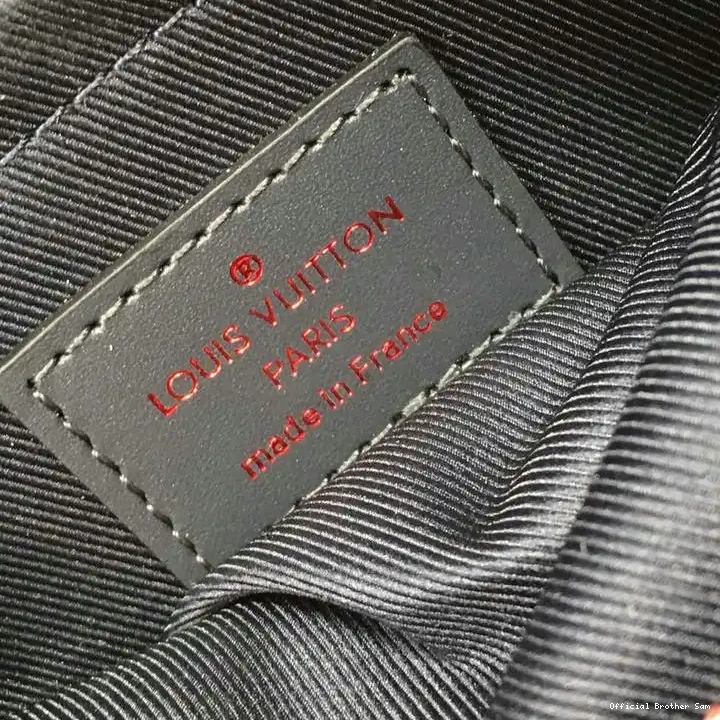 ®
LOUIS VUITTON
PARIS
made in France
Official Brother Sam